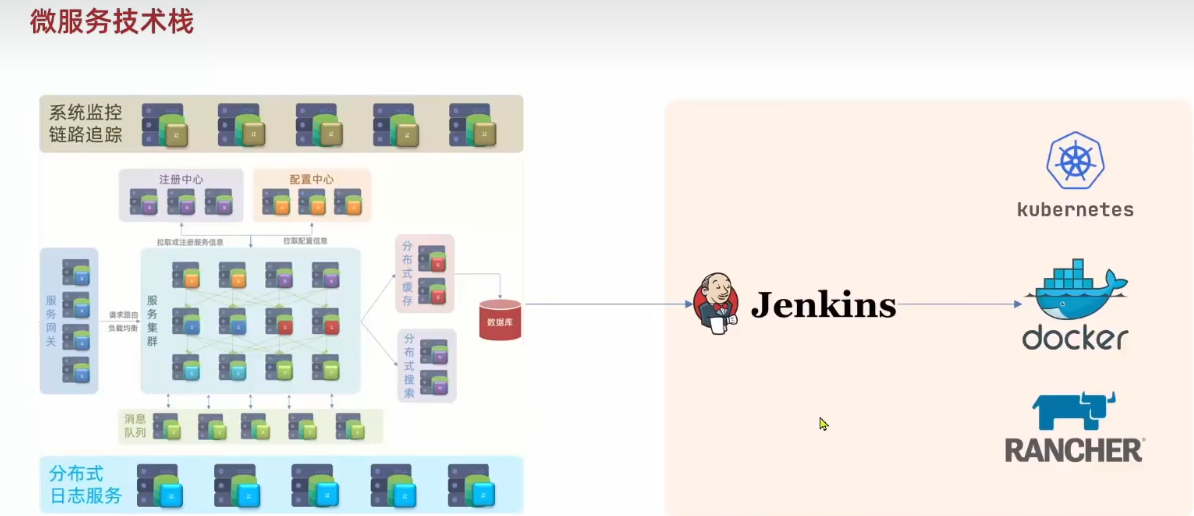 微服务技术栈
系统监控
链路追踪
注册中心
配置中心
拉取或注册服务信息
拉取配置信息
服务网关
请求路由
负载均衡
服务集群
分布式缓存
数据库
分布式搜索
消息
队列
分布式
日志服务
Jenkins
kubernetes
docker
RANCHER